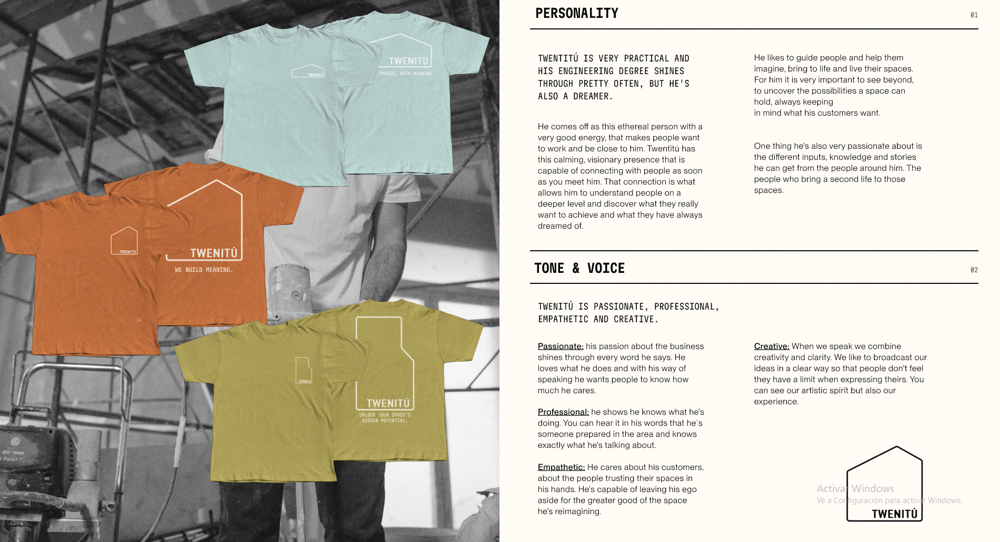 TWENITÚ
SPACES, WITH MEANING
TWENITÚ
TWENITÚ
WE BUILD MEANING.
TWENITÚ
TWENITÚ
UNLOCK YOUR SPACE'S
HIDDEN POTENTIAL.
TWENITÚ
Airless
Paint Sprayer
PERSONALITY
01
TWENTITÚ IS VERY PRACTICAL AND
HIS ENGINEERING DEGREE SHINES
THROUGH PRETTY OFTEN, BUT HE'S
ALSO A DREAMER.
He comes off as this ethereal person with a
very good energy, that makes people want
to work and be close to him. Twentitú has
this calming, visionary presence that is
capable of connecting with people as soon
as you meet him. That connection is what
allows him to understand people on a
deeper level and discover what they really
want to achieve and what they have always
dreamed of.
He likes to guide people and help them
imagine, bring to life and live their spaces.
For him it is very important to see beyond,
to uncover the possibilities a space can
hold, always keeping
in mind what his customers want.
One thing he's also very passionate about is
the different inputs, knowledge and stories
he can get from the people around him. The
people who bring a second life to those
spaces.
TONE & VOICE
02
TWENITÚ IS PASSIONATE, PROFESSIONAL,
EMPATHETIC AND CREATIVE.
Passionate: his passion about the business
shines through every word he says. He
loves what he does and with his way of
speaking he wants people to know how
much he cares.
Professional: he shows he knows what he's
doing. You can hear it in his words that he´s
someone prepared in the area and knows
exactly what he's talking about.
Empathetic: He cares about his customers,
about the people trusting their spaces in
his hands. He's capable of leaving his ego
aside for the greater good of the space
he's reimagining.
Creative: When we speak we combine
creativity and clarity. We like to broadcast our
ideas in a clear way so that people don't feel
they have a limit when expressing theirs. You
can see our artistic spirit but also our
experience.
Activar Windows
Ve a Configuración para activar Windows.
TWENITÚ